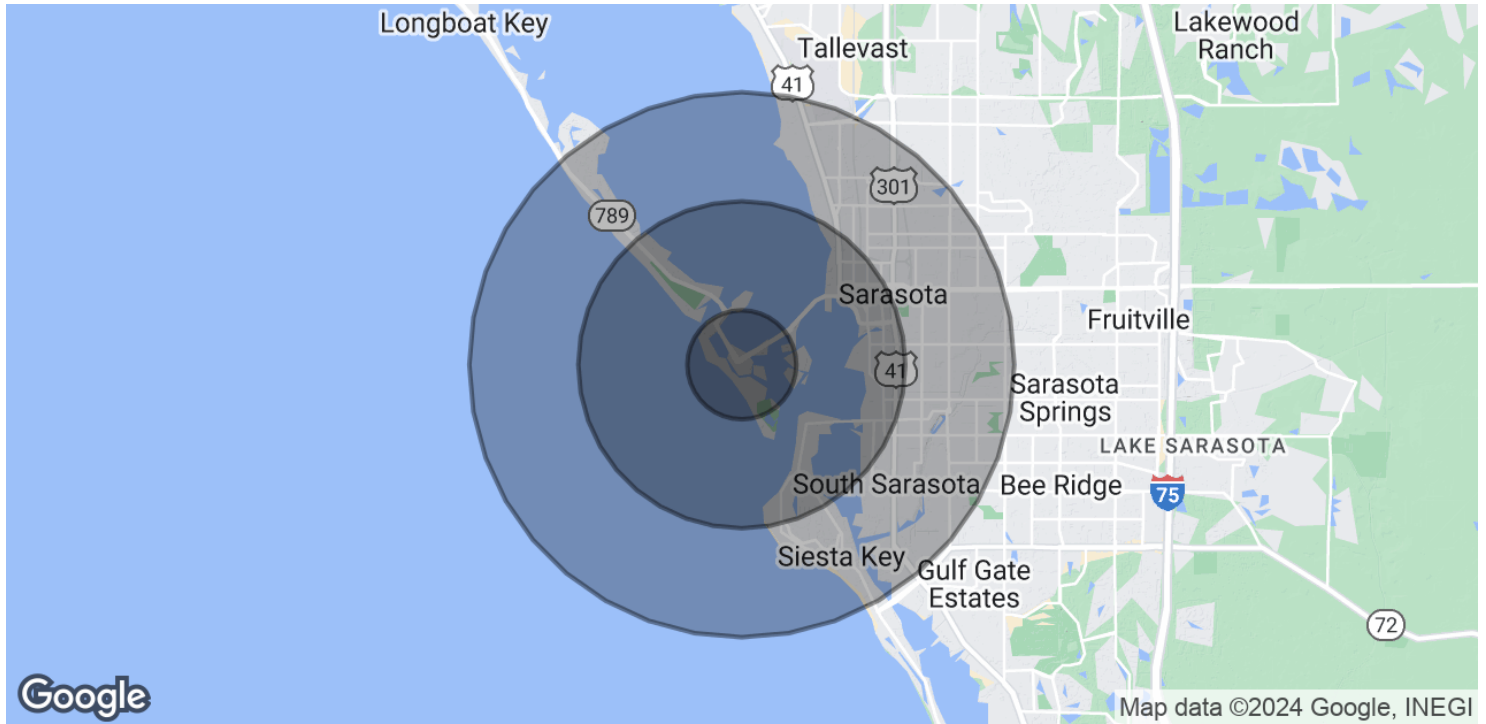 Longboat Key
Tallevast
Lakewood
Ranch
41
301
789
Sarasota
Fruitville
41
Sarasota
Springs
LAKE SARASOTA
South Sarasota
Bee Ridge
75
Siesta Key
Gulf Gate
Estates
72
Google
Map data ©2024 Google, INEGI